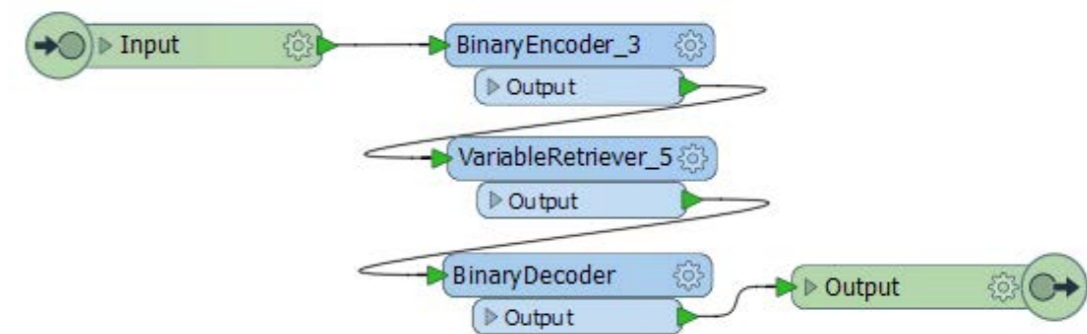 Input
BinaryEncoder_3
Output
VariableRetriever_5
Output
BinaryDecoder
Output
Output